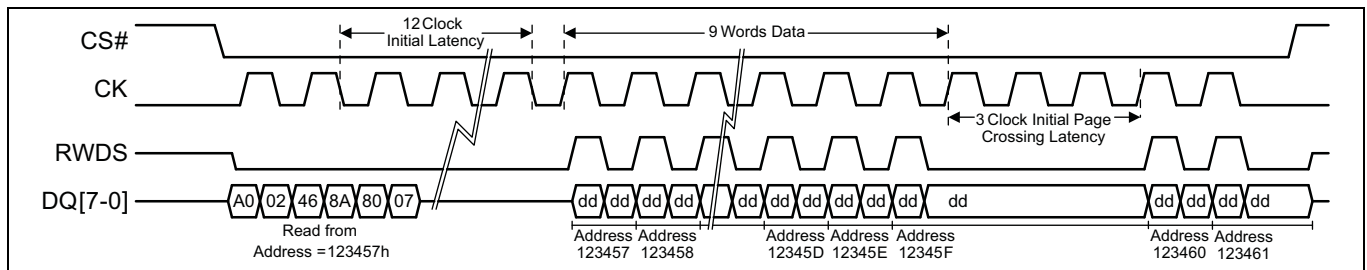 CS#
12 Clock
Initial Latency
9 Words Data
CK
3 Clock Initial Page
Crossing Latency
RWDS
DQ[7-0]
A0 02 46 8A 80 07
dd dd dd dd dd dd dd dd dd dd dd dd dd dd dd
Read from
Address =123457h
Address
123457
Address
123458
Address
12345D
Address
12345E
Address
12345F
Address
123460
Address
123461